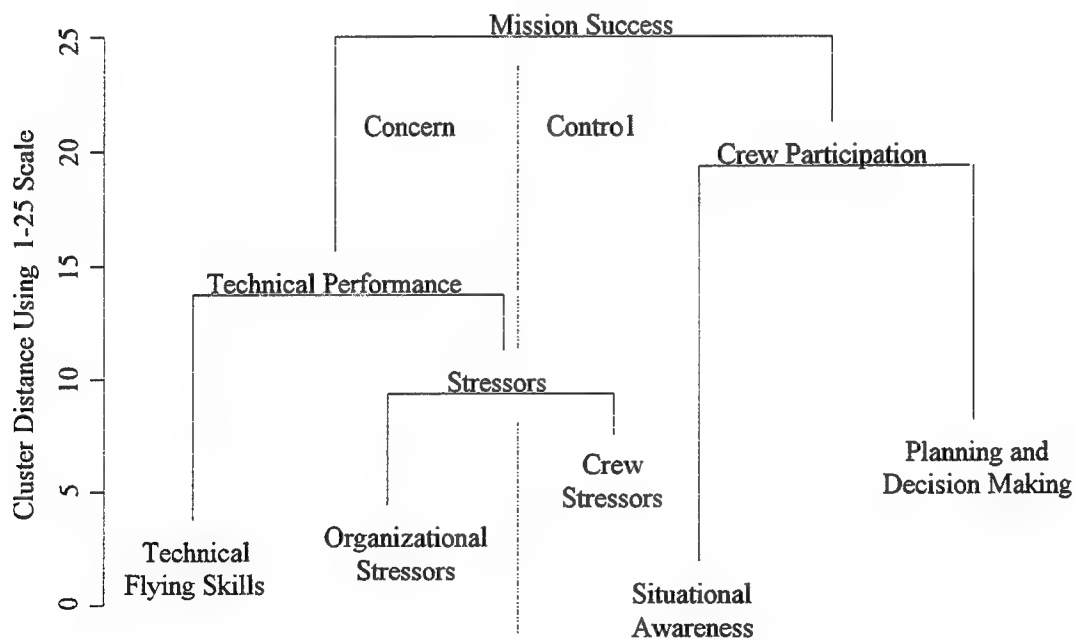 Mission Success
Concern
Control
Crew Participation
Technical Performance
Stressors
Crew
Stressors
Planning and
Decision Making
Organizational
Stressors
Technical
Flying Skills
Situational
Awareness
Cluster Distance Using 1-25 Scale
25
20
15
10
5
0